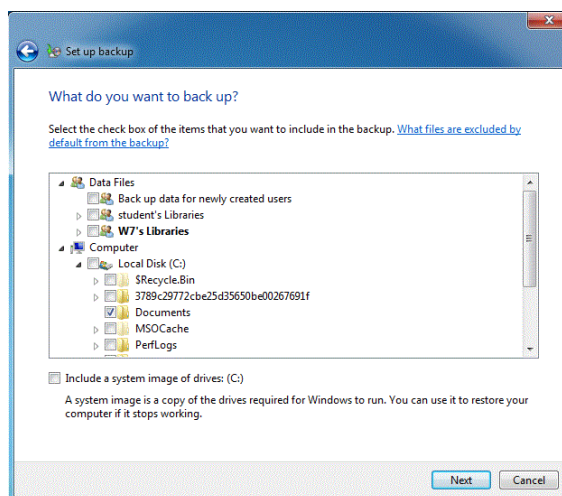 Set up backup
What do you want to back up?
Select the check box of the items that you want to include in the backup. What files are excluded by
default from the backup?
Data Files
Back up data for newly created users
student's Libraries
W7's Libraries
Computer
Local Disk (C:)
$Recycle.Bin
3789c29772cbe25d35650be00267691f
Documents
MSOCache
PerfLogs
Include a system image of drives: (C:)
A system image is a copy of the drives required for Windows to run. You can use it to restore your
computer if it stops working.
Next Cancel